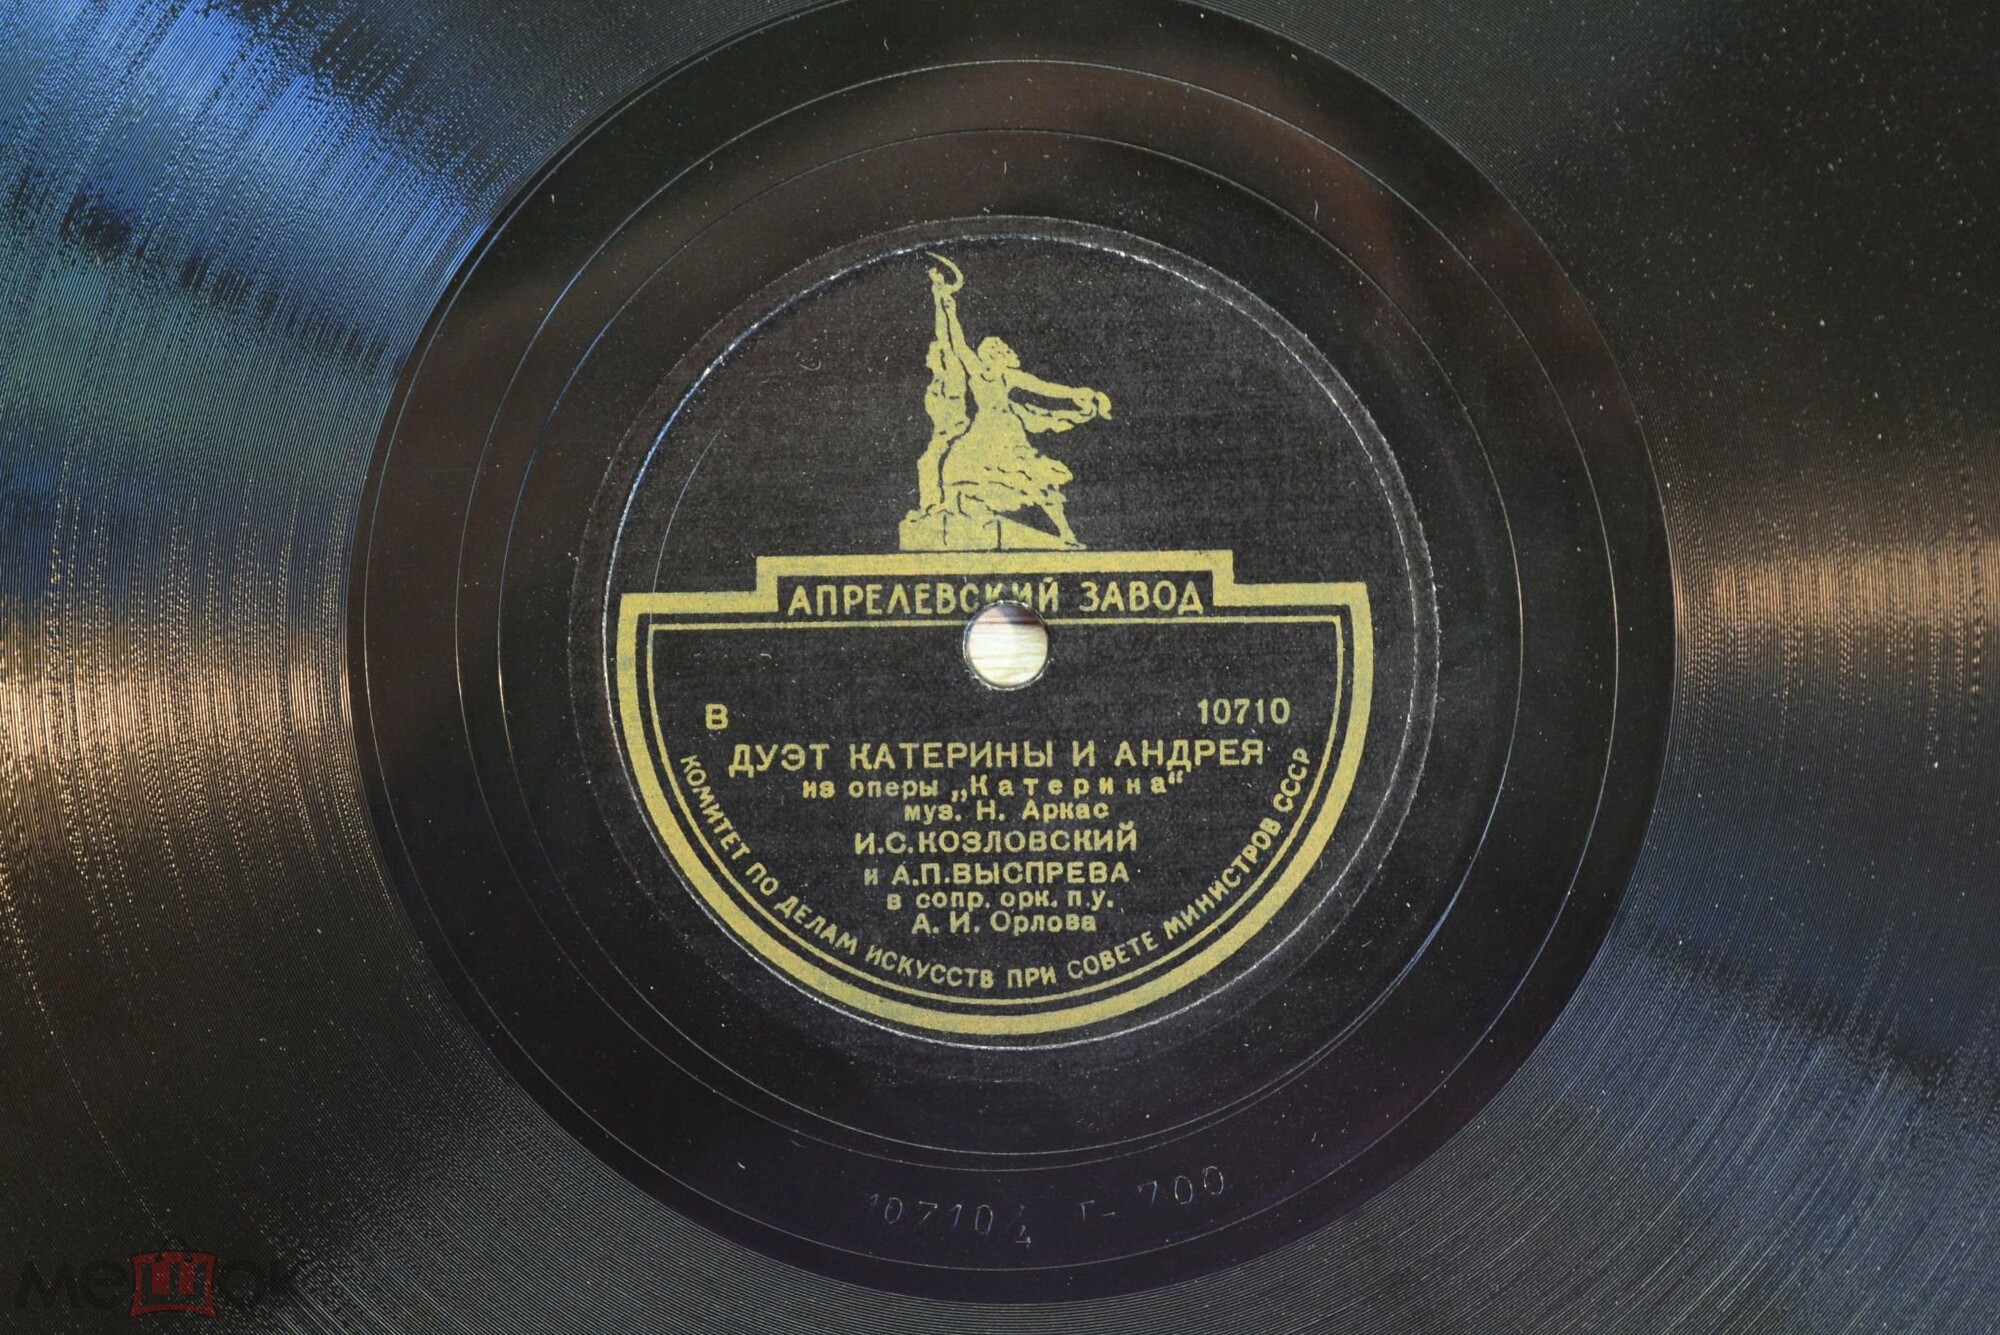 АПРЕЛЕВСКИЙ ЗАВОД
В 10710
ДУЭТ КАТЕРИНЫ И АНДРЕЯ
из оперы „Катерина“
муз. Н. Аркас
И.С.КОЗЛОВСКИЙ
и А.П.ВЫСПРЕВА
в сопр. орк. п.у.
А. И. Орлова
КОМИТЕТ ПО ДЕЛАМ ИСКУССТВ ПРИ СОВЕТЕ МИНИСТРОВ СССР
10710/4 Г-700
мешок